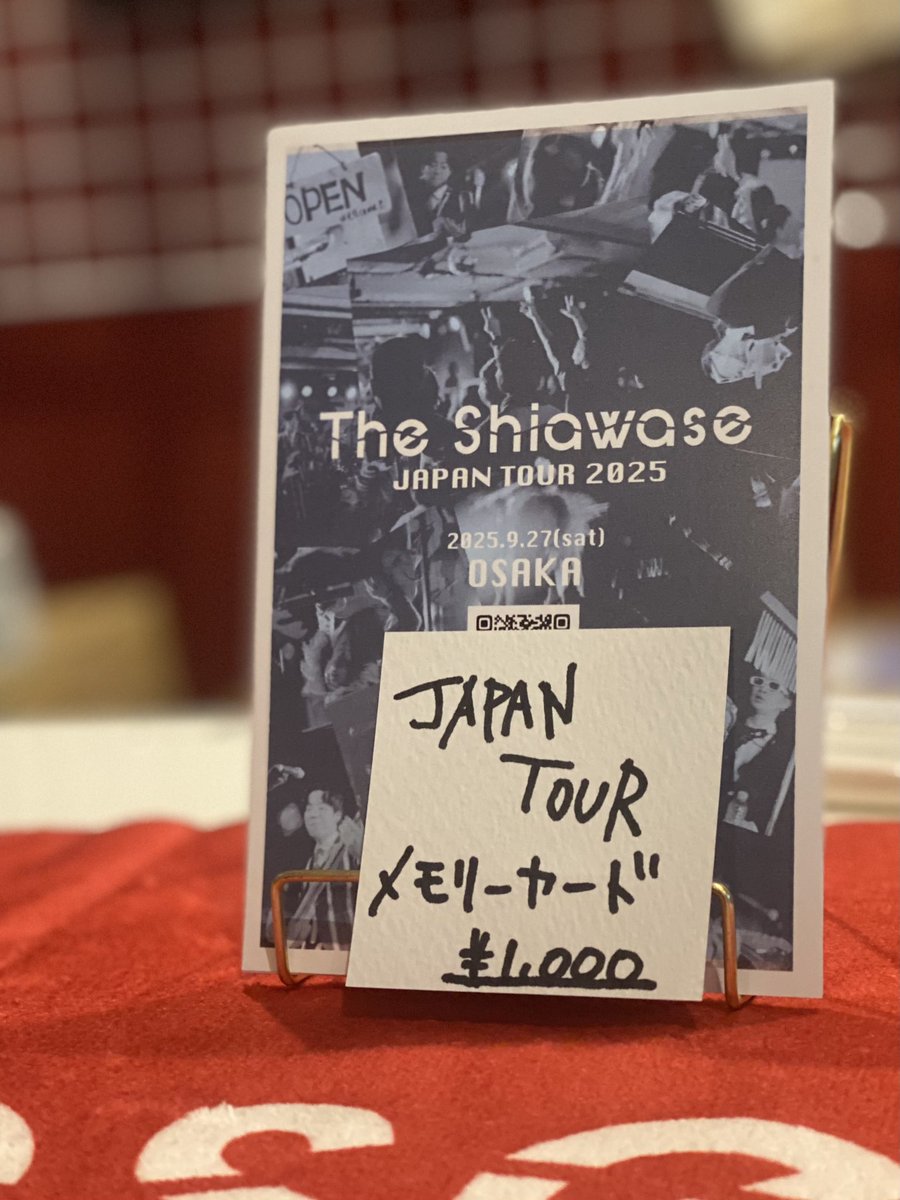 OPEN
The Shiawase
JAPAN TOUR 2025
2025.9.27(sat)
OSAKA
JAPAN
TOUR
メモリーカード
¥1,000